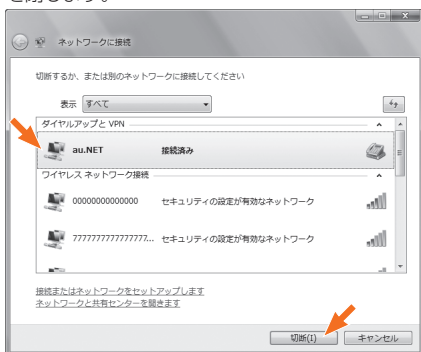 を閉じます。
ネットワークに接続
切断するか、または別のネットワークに接続してください
表示 すべて
ダイヤルアップと VPN
au.NET 接続済み
ワイヤレス ネットワーク接続
00000000000000 セキュリティの設定が有効なネットワーク
77777777777777... セキュリティの設定が有効なネットワーク
接続またはネットワークをセットアップします
ネットワークと共有センターを開きます
切断(I) キャンセル